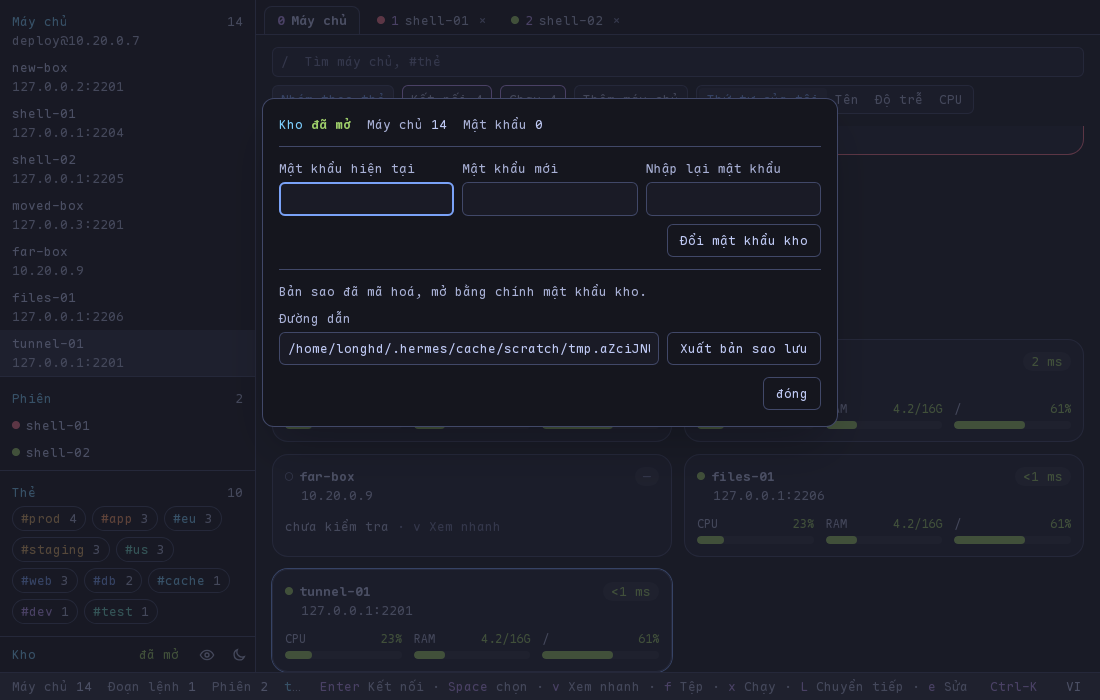 Máy chủ 14
deploy@10.20.0.7
new-box
127.0.0.2:2201
shell-01
127.0.0.1:2204
shell-02
127.0.0.1:2205
moved-box
127.0.0.3:2201
far-box
10.20.0.9
files-01
127.0.0.1:2206
tunnel-01
127.0.0.1:2201
Phiên 2
shell-01
shell-02
Thẻ 10
#prod 4 #app 3 #eu 3
#staging 3 #us 3
#web 3 #db 2 #cache 1
#dev 1 #test 1
Kho đã mở
0 Máy chủ 1 shell-01 × 2 shell-02 ×
/ Tìm máy chủ, #thẻ
Tên Độ trễ CPU
Kho đã mở Máy chủ 14 Mật khẩu 0
Mật khẩu hiện tại Mật khẩu mới Nhập lại mật khẩu
Đổi mật khẩu kho
Bản sao đã mã hoá, mở bằng chính mật khẩu kho.
Đường dẫn
/home/longhd/.hermes/cache/scratch/tmp.aZciJN Xuất bản sao lưu
đóng
2 ms
4.2/16G / 61%
far-box —
10.20.0.9
chưa kiểm tra · v Xem nhanh
files-01 <1 ms
127.0.0.1:2206
CPU 23% RAM 4.2/16G / 61%
tunnel-01 <1 ms
127.0.0.1:2201
CPU 23% RAM 4.2/16G / 61%
Máy chủ 14 Đoạn lệnh 1 Phiên 2 t… Enter Kết nối · Space chọn · v Xem nhanh · f Tệp · x Chạy · L Chuyển tiếp · e Sửa Ctrl-K VI